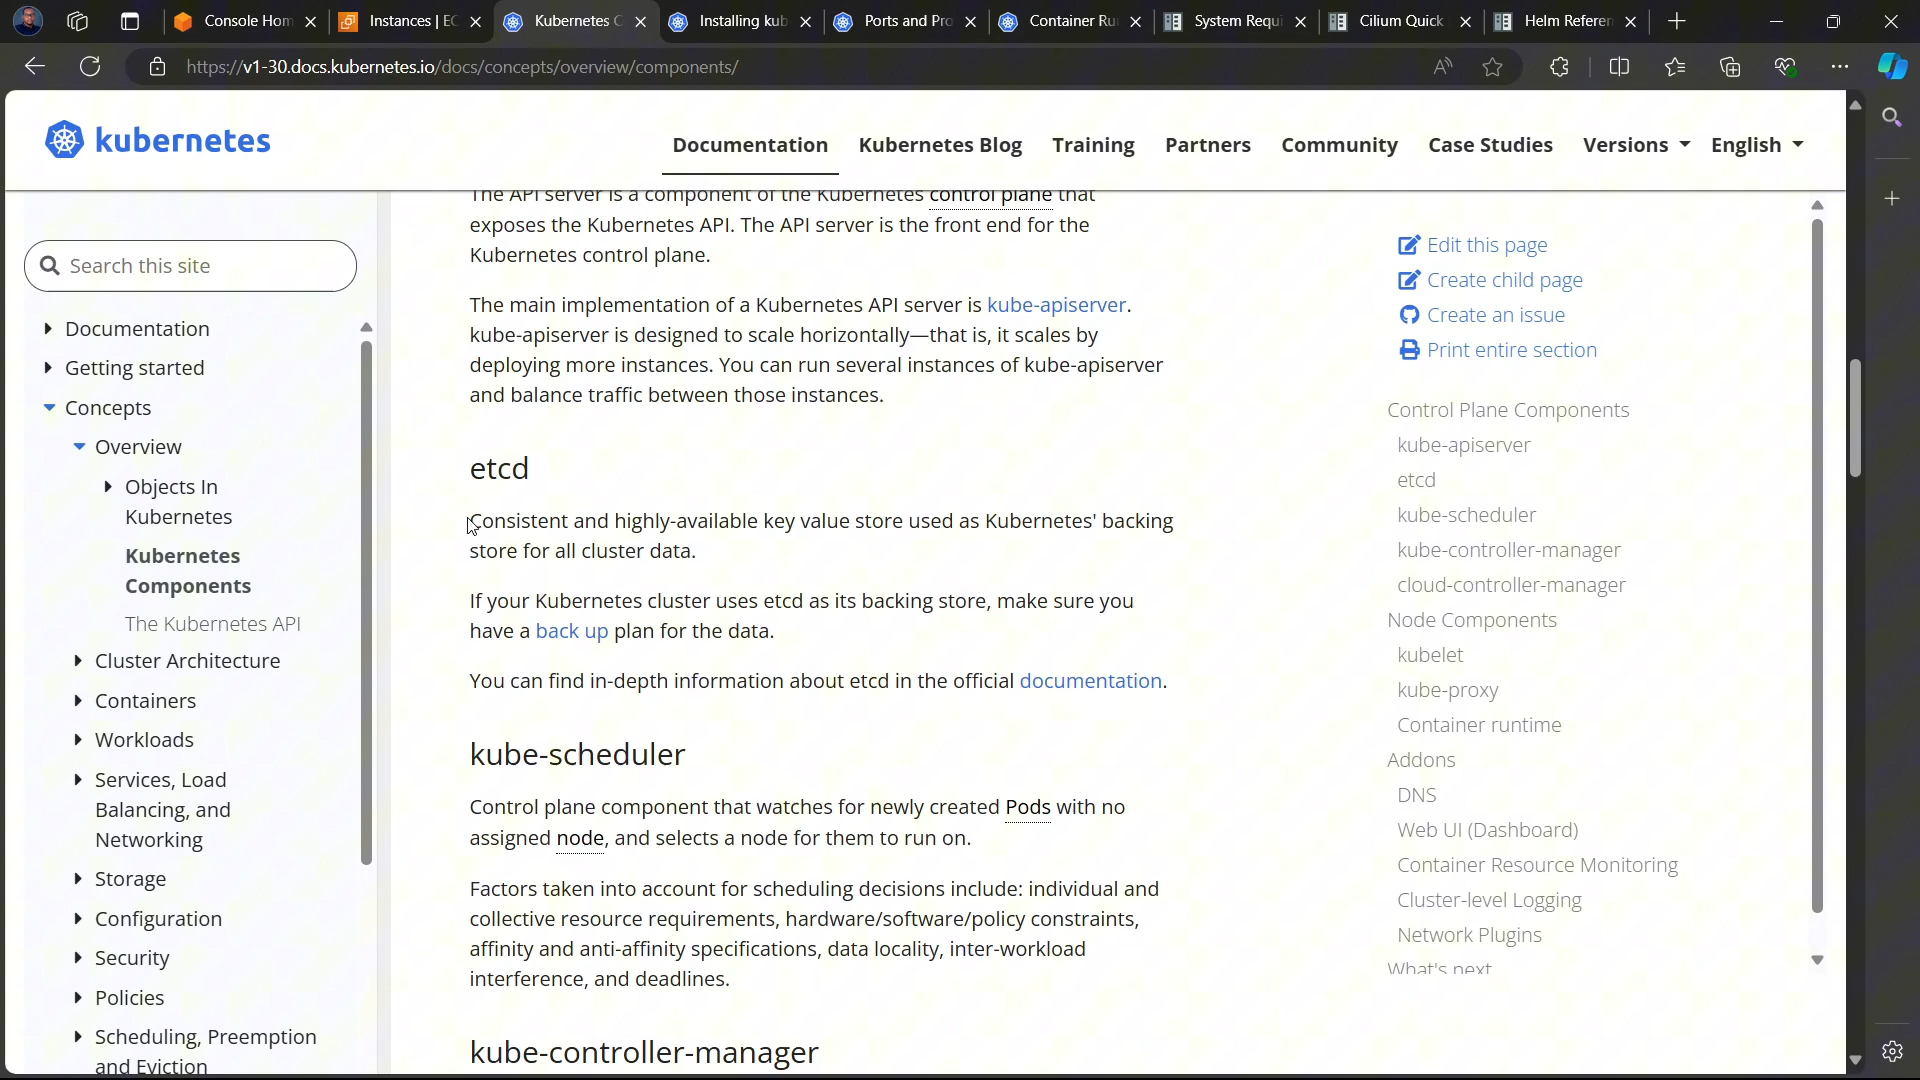 Console Hom
Instances | EC
Kubernetes C
Installing kub
Ports and Pro
Container Ru
System Requi
Cilium Quick
Helm Referen
https://v1-30.docs.kubernetes.io/docs/concepts/overview/components/
kubernetes
Documentation
Kubernetes Blog
Training
Partners
Community
Case Studies
Versions
English
Search this site
Documentation
Getting started
Concepts
Overview
Objects In
Kubernetes
Kubernetes
Components
The Kubernetes API
Cluster Architecture
Containers
Workloads
Services, Load
Balancing, and
Networking
Storage
Configuration
Security
Policies
Scheduling, Preemption
and Eviction
The API server is a component of the Kubernetes control plane that
exposes the Kubernetes API. The API server is the front end for the
Kubernetes control plane.
The main implementation of a Kubernetes API server is kube-apiserver.
kube-apiserver is designed to scale horizontally—that is, it scales by
deploying more instances. You can run several instances of kube-apiserver
and balance traffic between those instances.
etcd
Consistent and highly-available key value store used as Kubernetes' backing
store for all cluster data.
If your Kubernetes cluster uses etcd as its backing store, make sure you
have a back up plan for the data.
You can find in-depth information about etcd in the official documentation.
kube-scheduler
Control plane component that watches for newly created Pods with no
assigned node, and selects a node for them to run on.
Factors taken into account for scheduling decisions include: individual and
collective resource requirements, hardware/software/policy constraints,
affinity and anti-affinity specifications, data locality, inter-workload
interference, and deadlines.
kube-controller-manager
Edit this page
Create child page
Create an issue
Print entire section
Control Plane Components
kube-apiserver
etcd
kube-scheduler
kube-controller-manager
cloud-controller-manager
Node Components
kubelet
kube-proxy
Container runtime
Addons
DNS
Web UI (Dashboard)
Container Resource Monitoring
Cluster-level Logging
Network Plugins
What's next